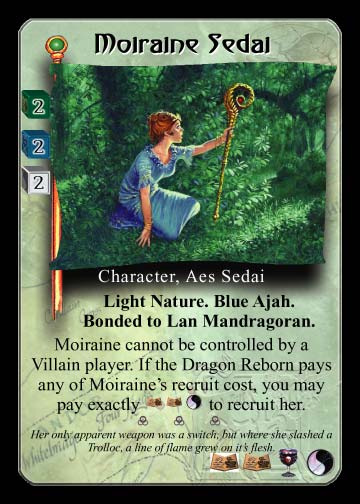 Moiraine Sedai
2
2
2
Character, Aes Sedai
Light Nature. Blue Ajah.
Bonded to Lan Mandragoran.
Moiraine cannot be controlled by a
Villain player. If the Dragon Reborn pays
any of Moiraine's recruit cost, you may
pay exactly to recruit her.
Her only apparent weapon was a switch, but where she slashed a
Trolloc, a line of flame grew on it's flesh.